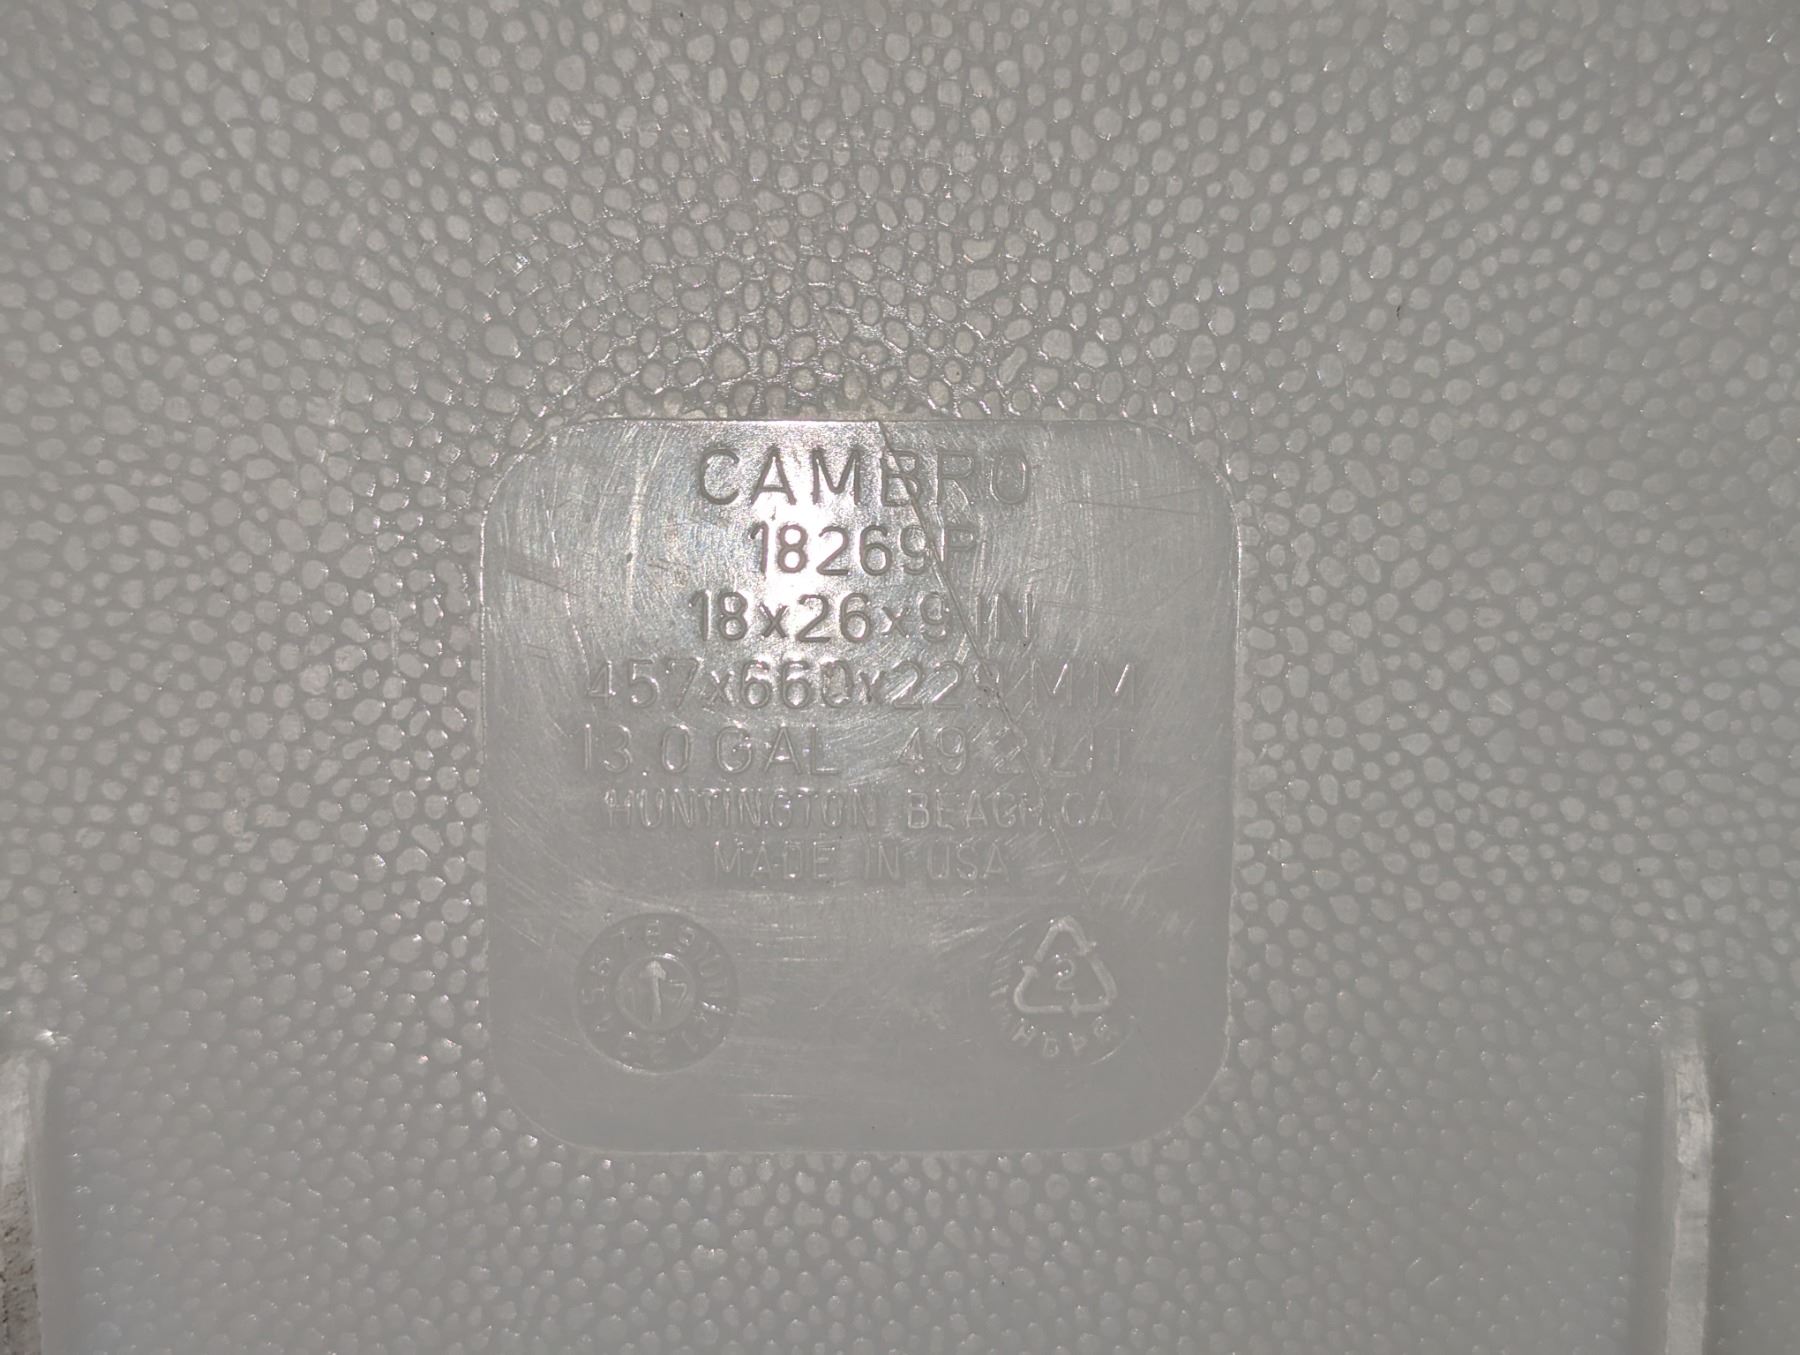 CAMBRO
18269P
18x26x9 IN
457x660x229 MM
13.0 GAL 49.2 LIT
HUNTINGTON BEACH, CA
MADE IN USA
17
2